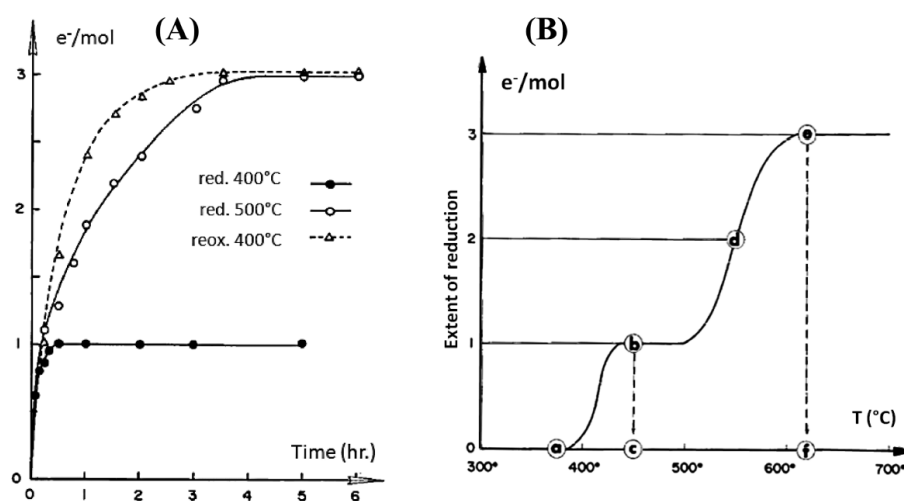 (A)
e⁻/mol
3
2
1
0
red. 400°C
red. 500°C
reox. 400°C
Time (hr.)
0 1 2 3 4 5 6
(B)
e⁻/mol
Extent of reduction
3
2
1
0
a b c d e f
T (°C)
300° 400° 500° 600° 700°